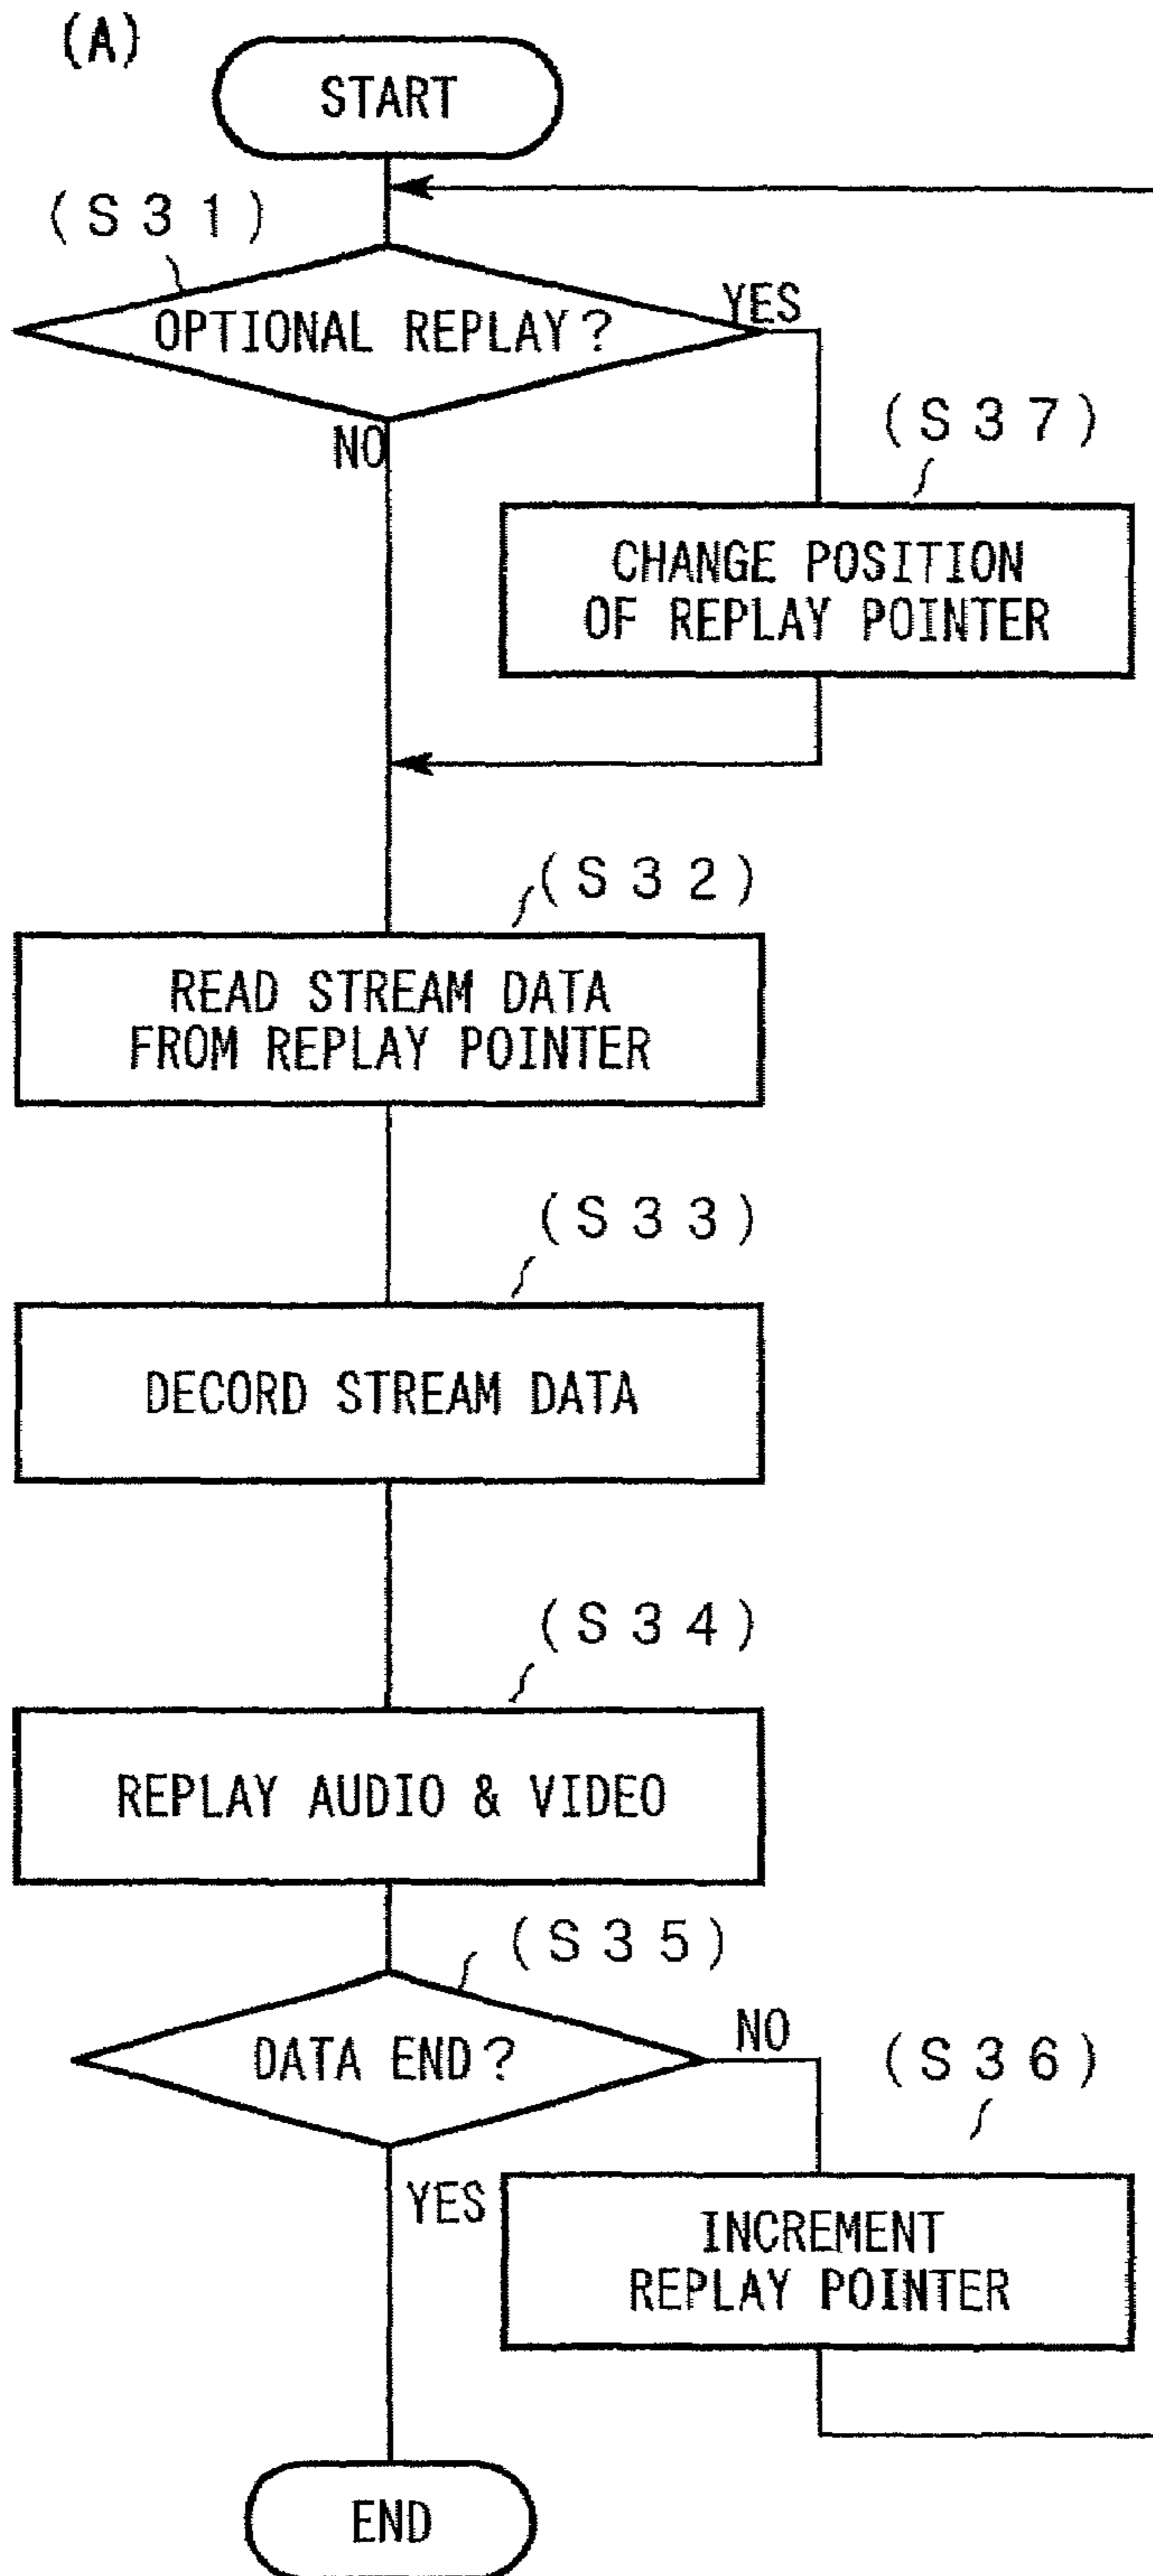 (A)
START
(S31)
OPTIONAL REPLAY?
YES
NO
(S37)
CHANGE POSITION
OF REPLAY POINTER
(S32)
READ STREAM DATA
FROM REPLAY POINTER
(S33)
DECORD STREAM DATA
(S34)
REPLAY AUDIO & VIDEO
(S35)
DATA END?
NO
(S36)
YES
INCREMENT
REPLAY POINTER
END